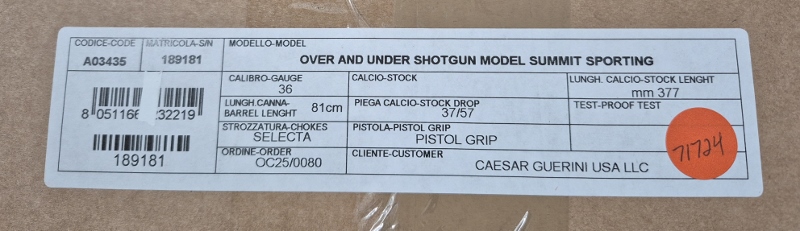 CODICE-CODE
A03435
MATRICOLA-S/N
189181
MODELLO-MODEL
OVER AND UNDER SHOTGUN MODEL SUMMIT SPORTING
CALIBRO-GAUGE
36
CALCIO-STOCK
LUNGH. CALCIO-STOCK LENGHT
mm 377
LUNGH.CANNA-
BARREL LENGHT 81cm
PIEGA CALCIO-STOCK DROP
37/57
TEST-PROOF TEST
STROZZATURA-CHOKES
SELECTA
PISTOLA-PISTOL GRIP
PISTOL GRIP
ORDINE-ORDER
OC25/0080
CLIENTE-CUSTOMER
CAESAR GUERINI USA LLC
8 051166 232219
189181
71724